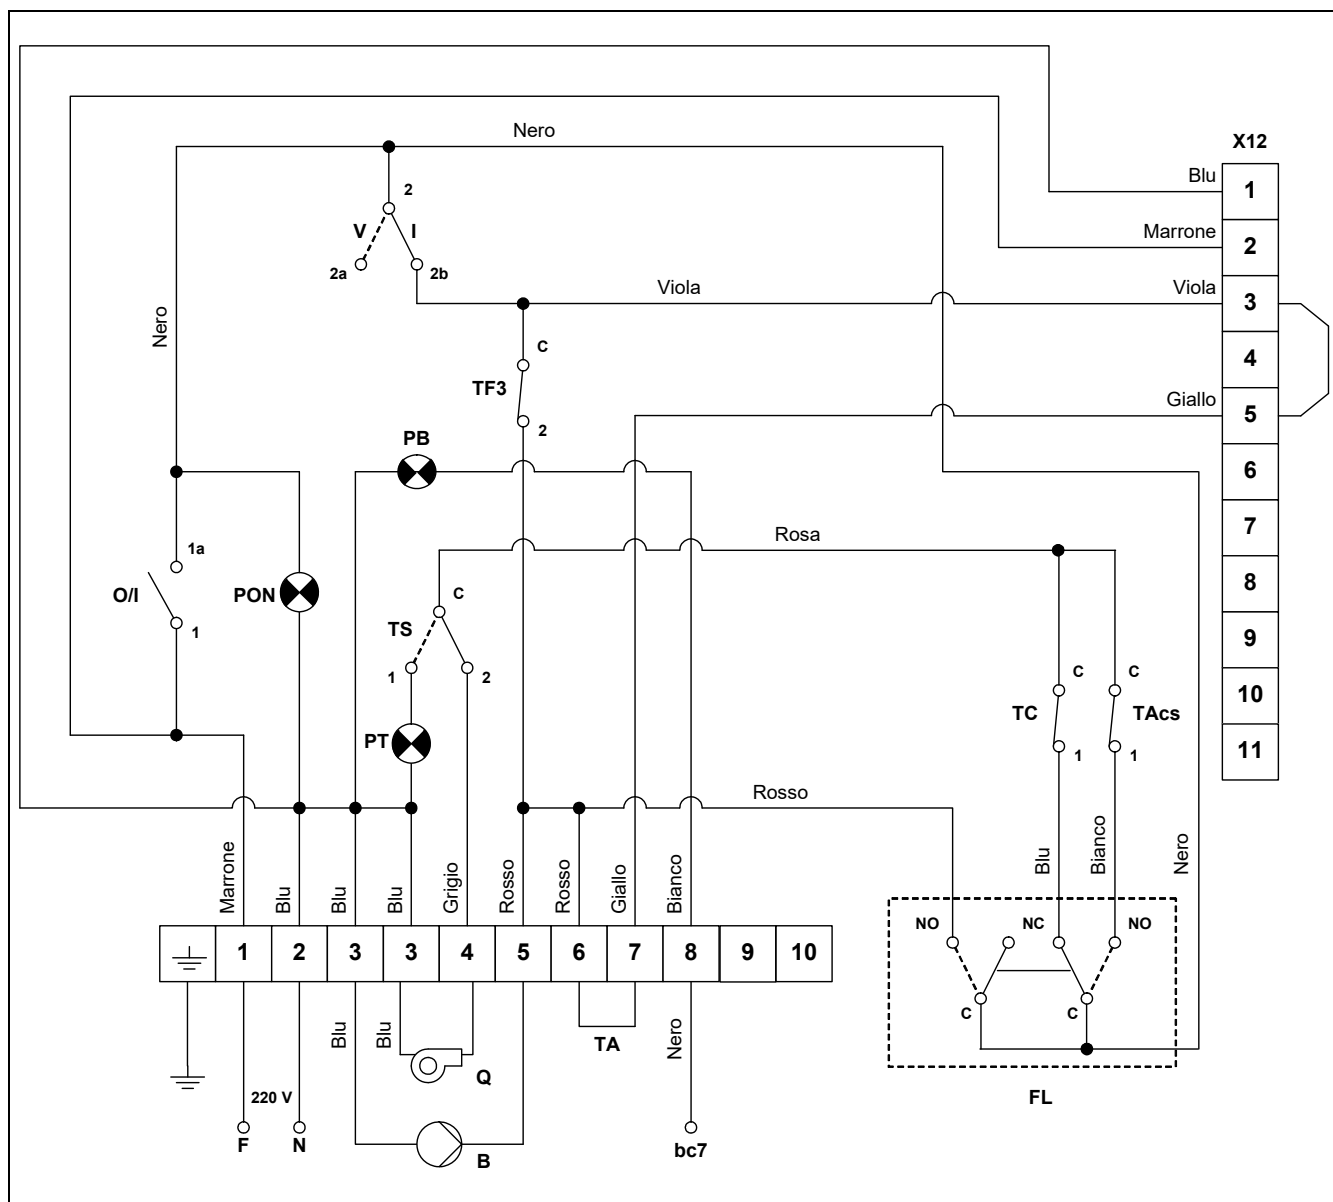 Nero
X12
Blu
1
2
Marrone
2
V
I
2a
2b
Viola
Viola
3
Nero
C
4
TF3
Giallo
5
2
PB
6
7
Rosa
1a
8
O/I
PON
C
TS
9
1
1
2
C
C
10
TC
TAcs
PT
1
1
11
Rosso
Marrone
Blu
Blu
Blu
Grigio
Rosso
Rosso
Giallo
Bianco
Blu
Bianco
Nero
NO
NC
NO
1
2
3
3
4
5
6
7
8
9
10
C
C
Blu
Blu
TA
Nero
Q
220 V
FL
F
N
B
bc7